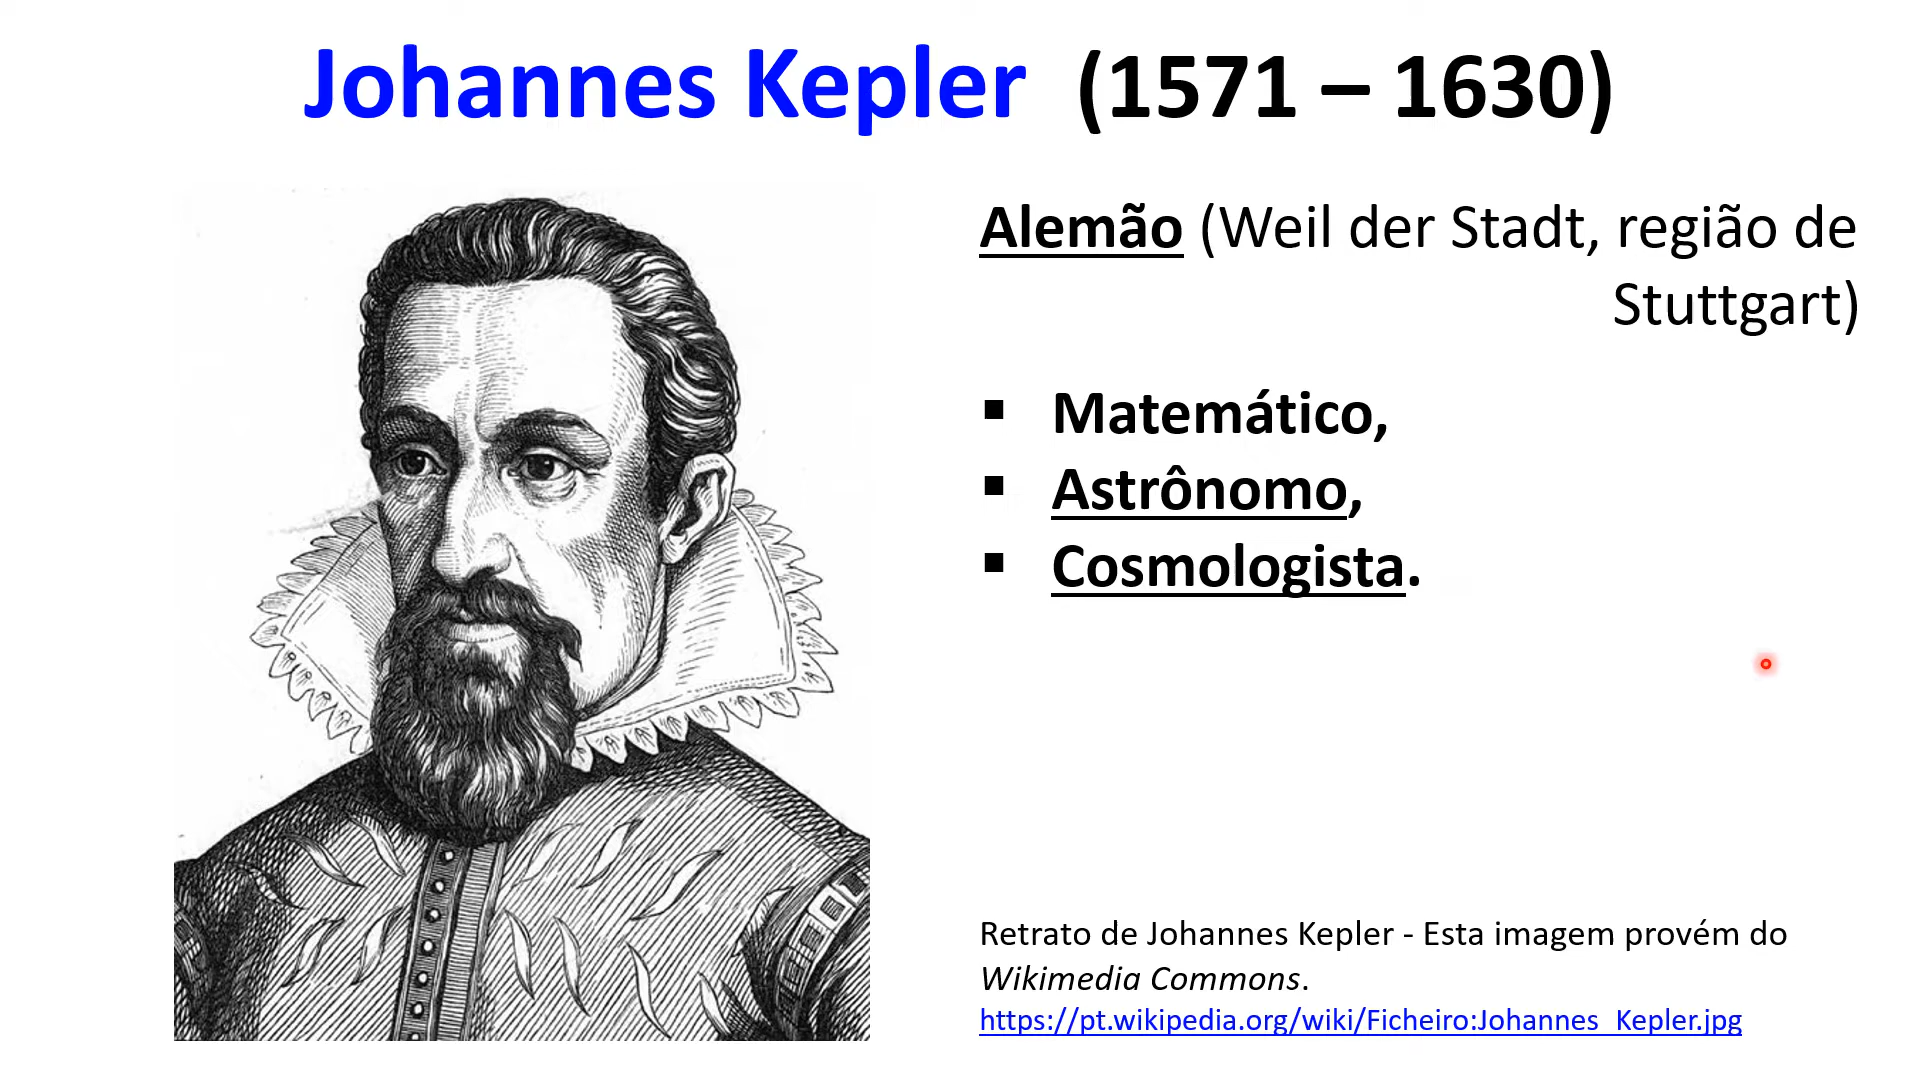 Johannes Kepler (1571 – 1630)
Alemão (Weil der Stadt, região de
Stuttgart)
▪ Matemático,
▪ Astrônomo,
▪ Cosmologista.
Retrato de Johannes Kepler - Esta imagem provém do
Wikimedia Commons.
https://pt.wikipedia.org/wiki/Ficheiro:Johannes_Kepler.jpg